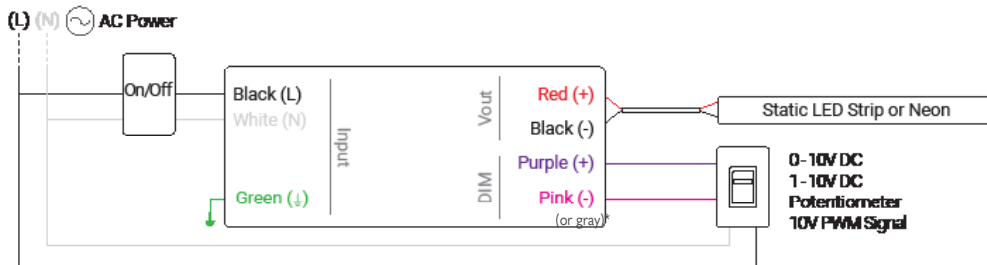 (L) (N) AC Power
On/Off
Black (L)
White (N)
Green (⏚)
Input
Vout
DIM
Red (+)
Black (-)
Purple (+)
Pink (-)
(or gray)*
Static LED Strip or Neon
0-10V DC
1-10V DC
Potentiometer
10V PWM Signal